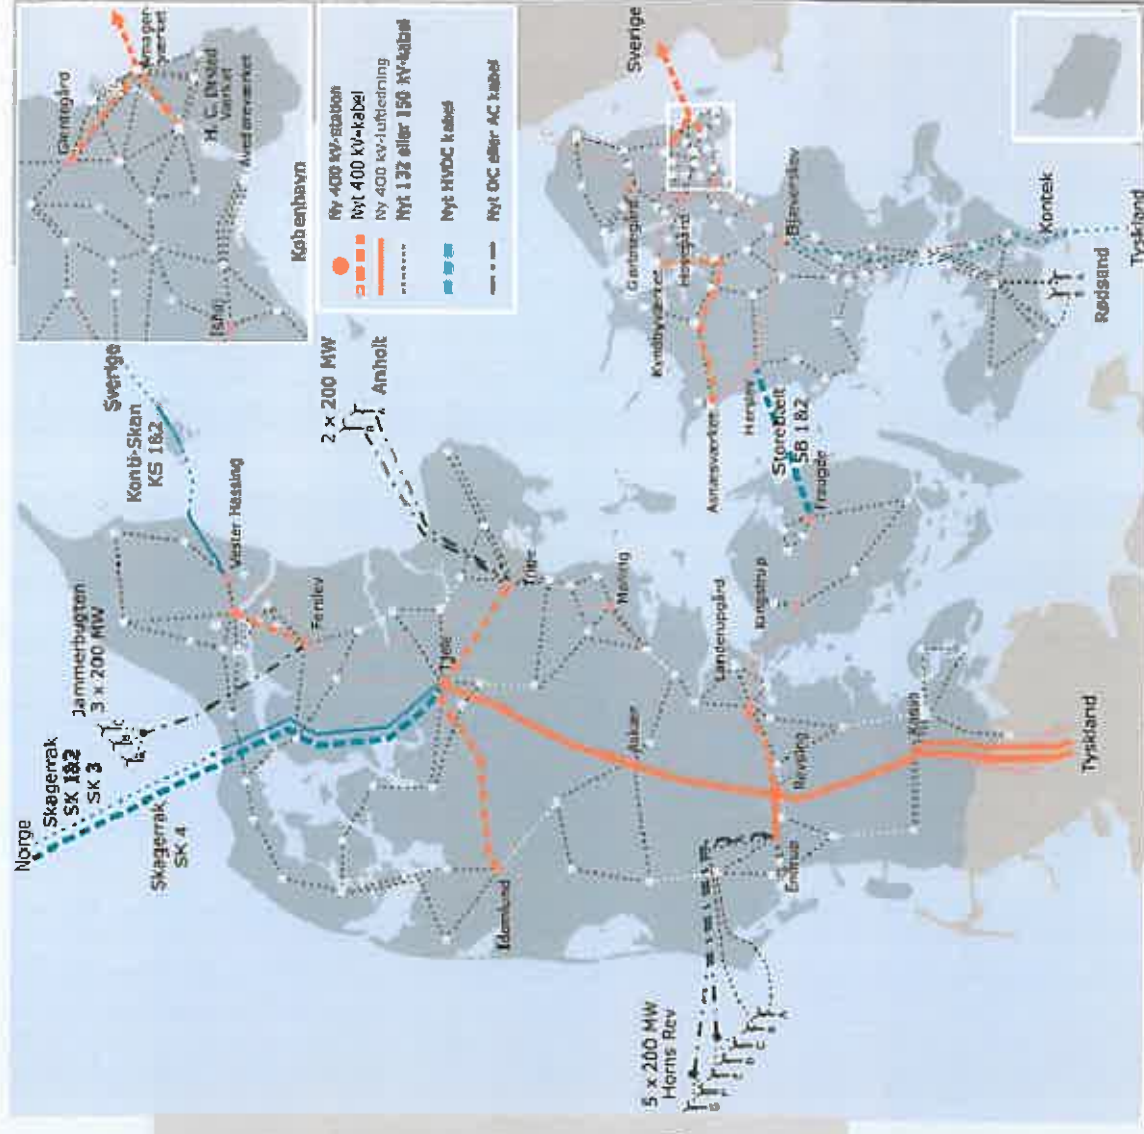 Norge
Skagerrak
SK 1&2
SK 3
Skagerrak
SK 4
Jammerbugten
3 x 200 MW
Konti-Skan
KS 1&2
Sverige
Vester Hassing
Ferslev
2 x 200 MW
Anholt
Tjele
Trige
Malling
Idomlund
Askær
Landerupgård
Kingstrup
Revsing
Endrup
Kassø
Tyskland
5 x 200 MW
Horns Rev
Glentegård
Amager-
værket
H. C. Ørsted
Værket
Avedøreværket
Ishøj
København
Ny 400 kV-station
Nyt 400 kV-kabel
Ny 400 kV-luftledning
Nyt 132 eller 150 kV-kabel
Nyt HVDC kabel
Nyt DC eller AC kabel
Sverige
Gørløsegård
Hovegård
Kyndbyværket
Bjæverskov
Asnæsværket
Herslev
Storebælt
SB 1&2
Fraugde
Kontek
Tyskland
Rødsand